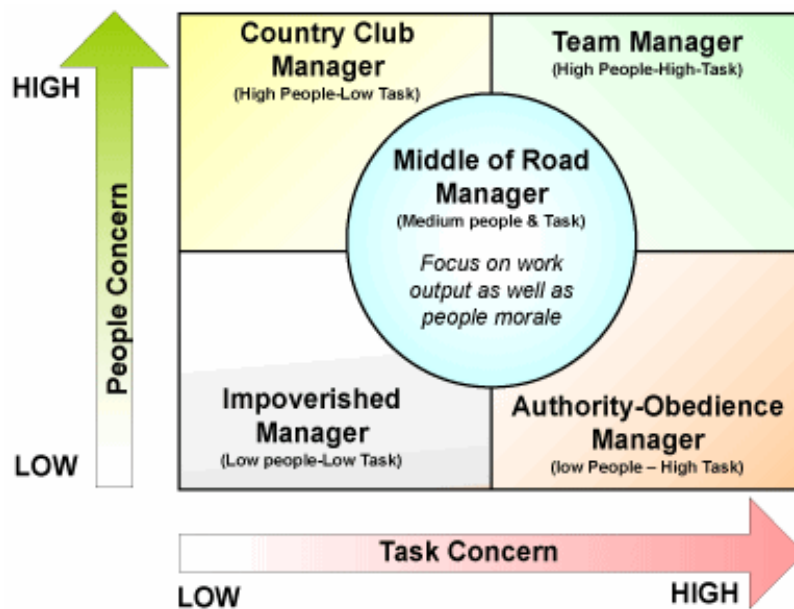 HIGH
People Concern
LOW
Country Club
Manager
(High People-Low Task)
Team Manager
(High People-High-Task)
Middle of Road
Manager
(Medium people & Task)
Focus on work
output as well as
people morale
Impoverished
Manager
(Low people-Low Task)
Authority-Obedience
Manager
(low People – High Task)
Task Concern
LOW
HIGH